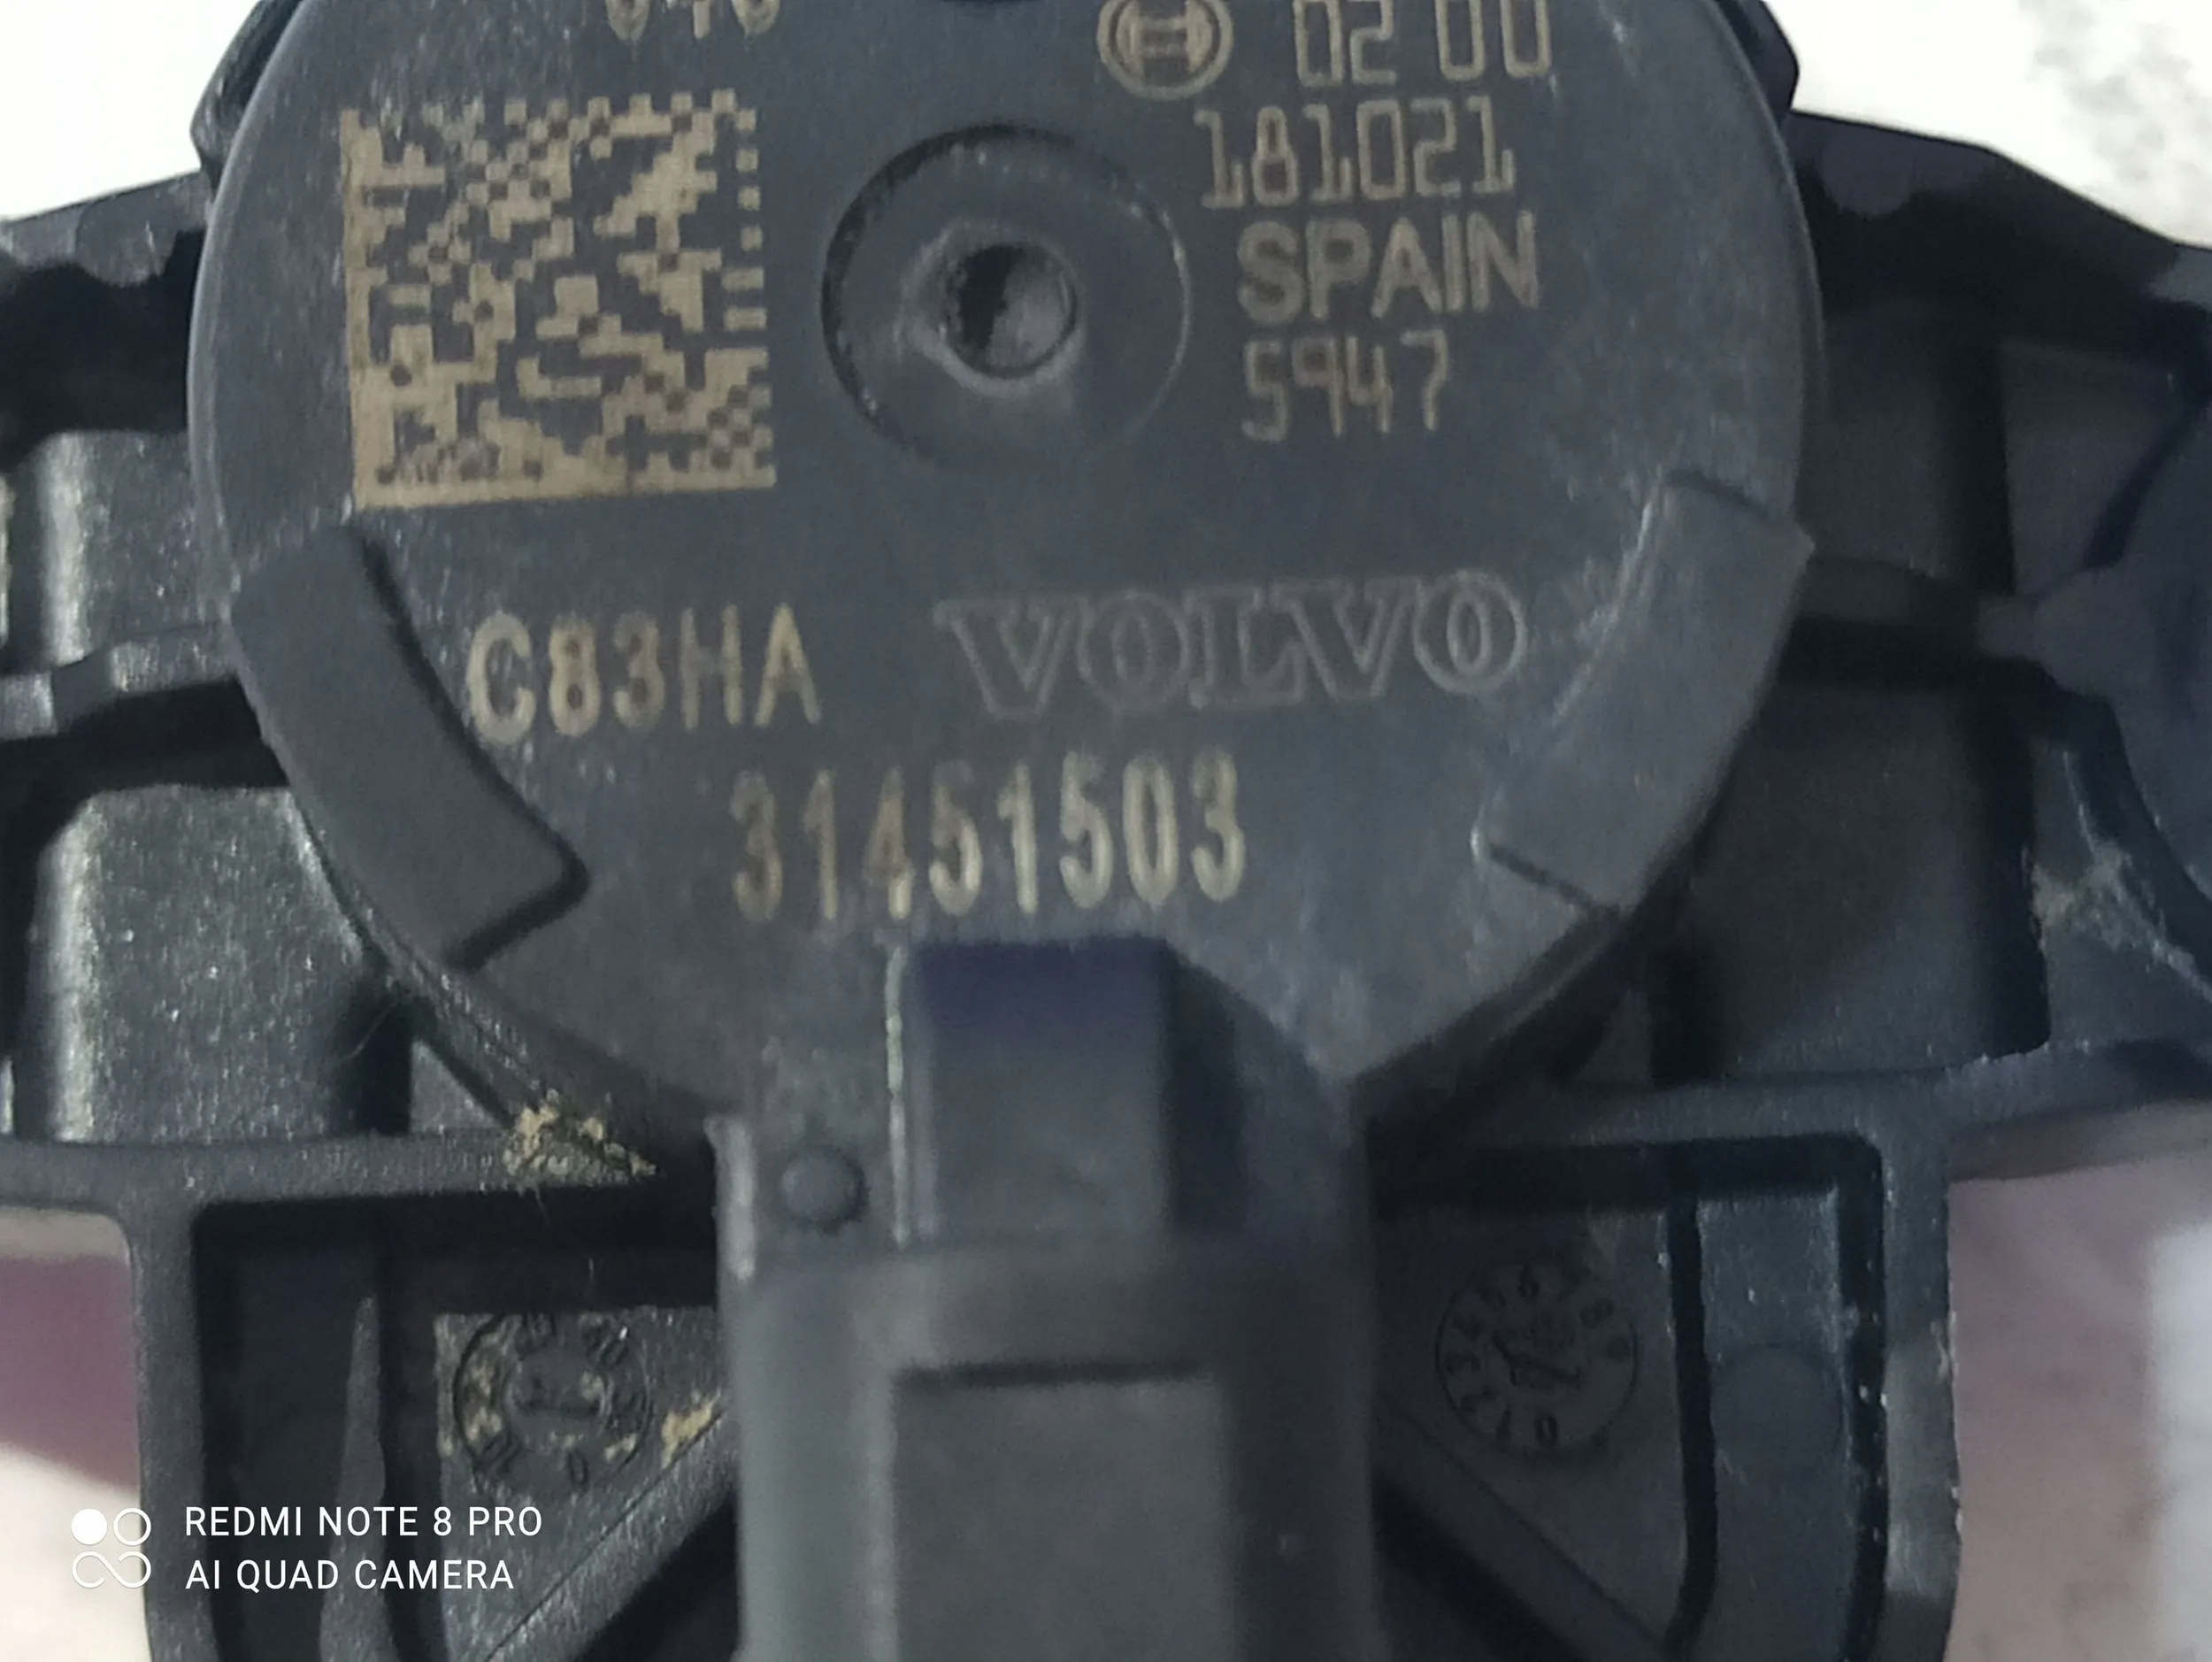 02 00
181021
SPAIN
5947
C83HA VOLVO
31451503
REDMI NOTE 8 PRO
AI QUAD CAMERA